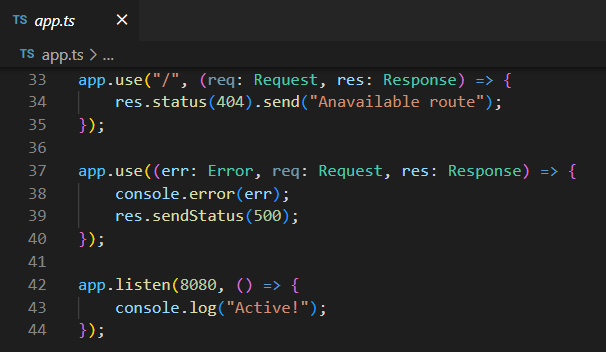 TS app.ts ×
TS app.ts > ...
33 app.use("/", (req: Request, res: Response) => {
34     res.status(404).send("Anavailable route");
35 });
36
37 app.use((err: Error, req: Request, res: Response) => {
38     console.error(err);
39     res.sendStatus(500);
40 });
41
42 app.listen(8080, () => {
43     console.log("Active!");
44 });